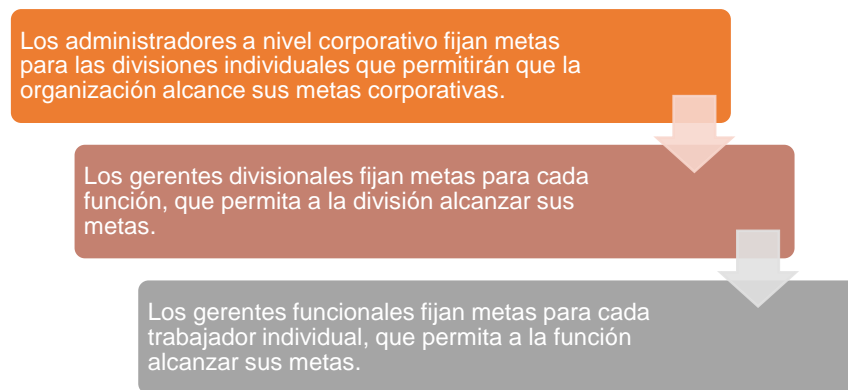 Los administradores a nivel corporativo fijan metas
para las divisiones individuales que permitirán que la
organización alcance sus metas corporativas.
Los gerentes divisionales fijan metas para cada
función, que permita a la división alcanzar sus
metas.
Los gerentes funcionales fijan metas para cada
trabajador individual, que permita a la función
alcanzar sus metas.